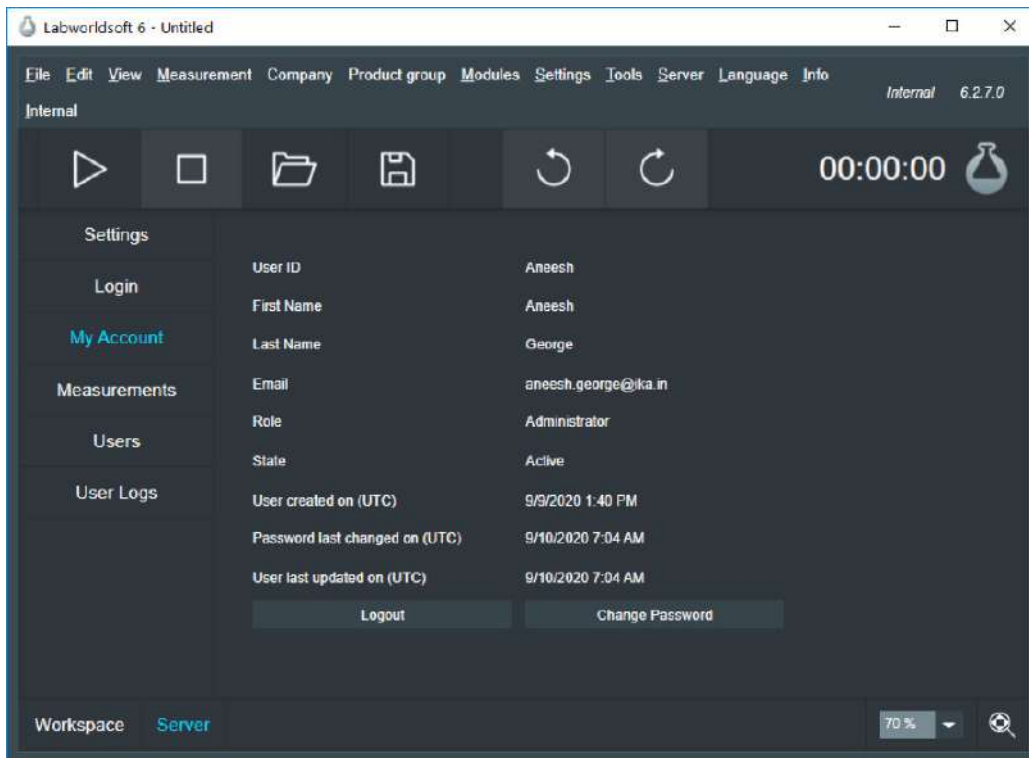 Labworldsoft 6 - Untitled
File Edit View Measurement Company Product group Modules Settings Tools Server Language Info
Internal
Internal 6.2.7.0
00:00:00
Settings
Login
My Account
Measurements
Users
User Logs
User ID Aneesh
First Name Aneesh
Last Name George
Email aneesh.george@ika.in
Role Administrator
State Active
User created on (UTC) 9/9/2020 1:40 PM
Password last changed on (UTC) 9/10/2020 7:04 AM
User last updated on (UTC) 9/10/2020 7:04 AM
Logout Change Password
Workspace Server 70 %